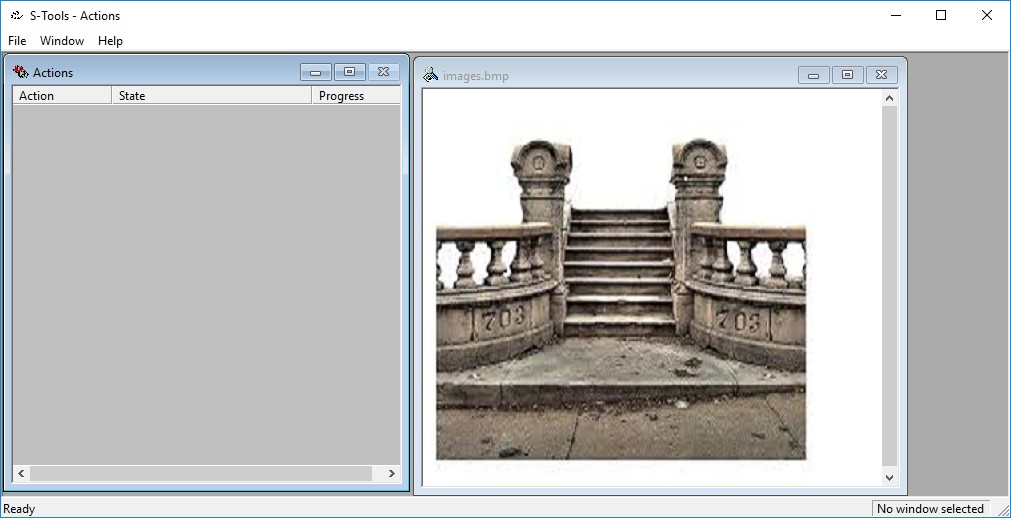 S-Tools - Actions
File Window Help
Actions
Action State Progress
images.bmp
703 703
Ready
No window selected